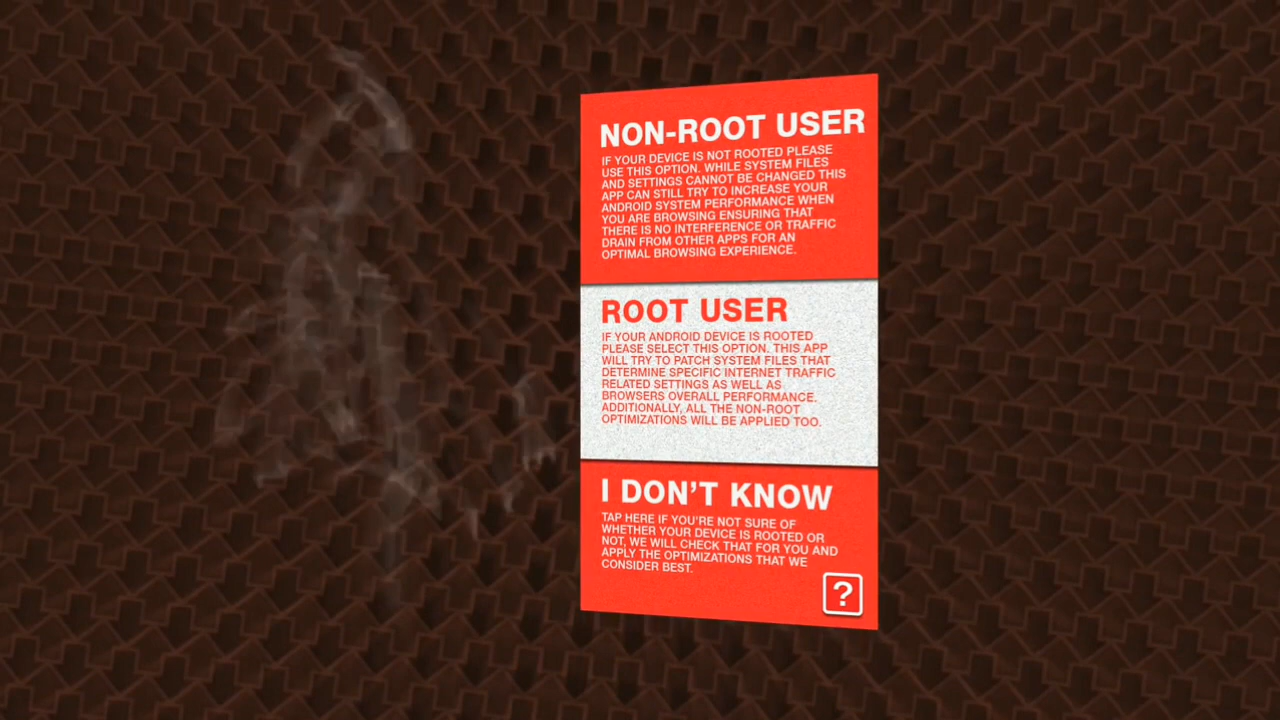 NON-ROOT USER
IF YOUR DEVICE IS NOT ROOTED PLEASE
USE THIS OPTION. WHILE SYSTEM FILES
AND SETTINGS CANNOT BE CHANGED THIS
APP CAN STILL TRY TO INCREASE YOUR
ANDROID SYSTEM PERFORMANCE WHEN
YOU ARE BROWSING ENSURING THAT
THERE IS NO INTERFERENCE OR TRAFFIC
DRAIN FROM OTHER APPS FOR AN
OPTIMAL BROWSING EXPERIENCE.
ROOT USER
IF YOUR ANDROID DEVICE IS ROOTED
PLEASE SELECT THIS OPTION. THIS APP
WILL TRY TO PATCH SYSTEM FILES THAT
DETERMINE SPECIFIC INTERNET TRAFFIC
RELATED SETTINGS AS WELL AS
BROWSERS OVERALL PERFORMANCE.
ADDITIONALLY, ALL THE NON-ROOT
OPTIMIZATIONS WILL BE APPLIED TOO.
I DON'T KNOW
TAP HERE IF YOU'RE NOT SURE OF
WHETHER YOUR DEVICE IS ROOTED OR
NOT, WE WILL CHECK THAT FOR YOU AND
APPLY THE OPTIMIZATIONS THAT WE
CONSIDER BEST.
?